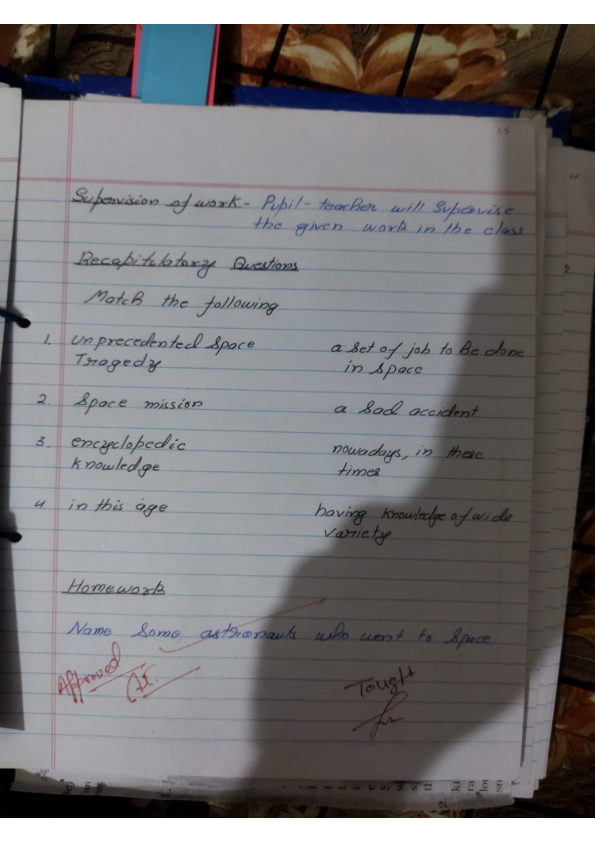 15
Supervision of work - Pupil-teacher will Supervise
the given work in the class
Recapitulatory Questions
Match the following
1. Unprecedented Space a set of job to Be done
Tragedy in space
2 Space mission a Sad accident
3. encyclopedic nowadays, in these
Knowledge times
4. in this age having knowledge of wide
variety
Homework
Name Some astronauts who went to Space
Approved
Tought